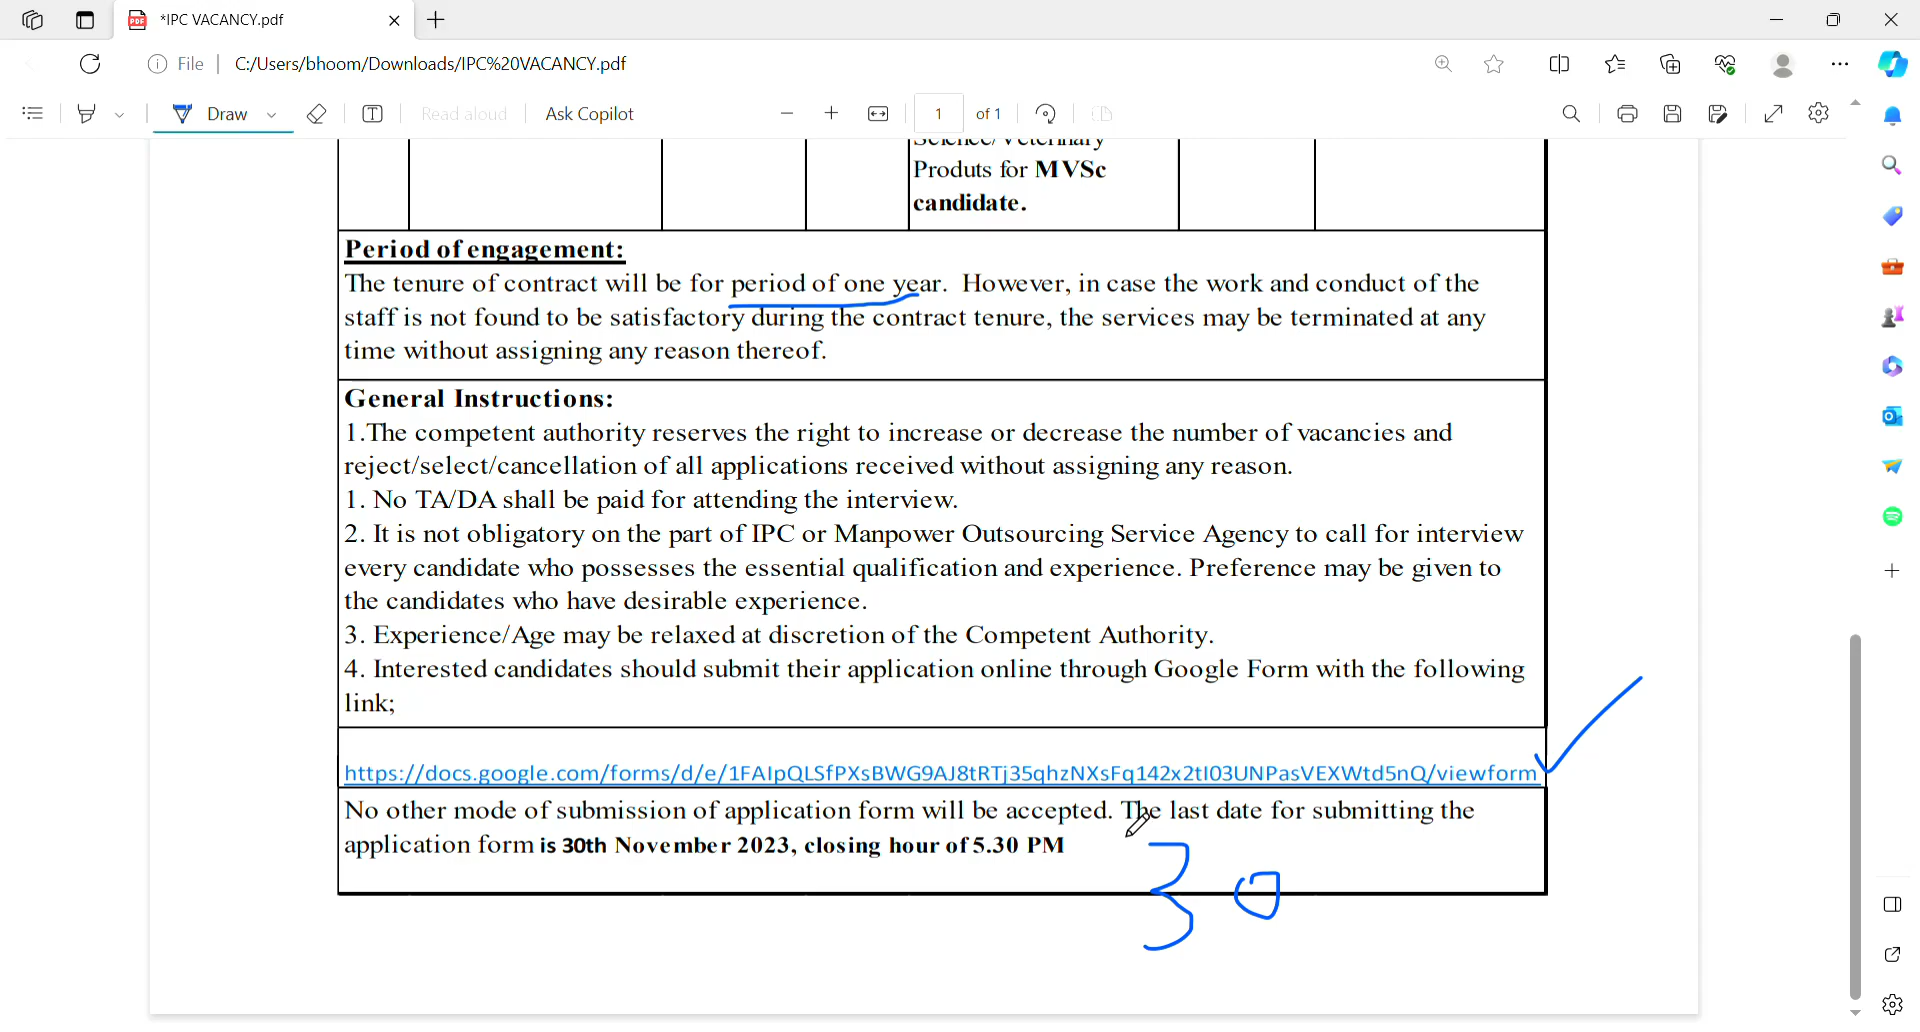 *IPC VACANCY.pdf
File
C:/Users/bhoom/Downloads/IPC%20VACANCY.pdf
Draw
Read aloud
Ask Copilot
1 of 1
Science/Veterinary
Produts for MVSc
candidate.
Period of engagement:
The tenure of contract will be for period of one year. However, in case the work and conduct of the
staff is not found to be satisfactory during the contract tenure, the services may be terminated at any
time without assigning any reason thereof.
General Instructions:
1.The competent authority reserves the right to increase or decrease the number of vacancies and
reject/select/cancellation of all applications received without assigning any reason.
1. No TA/DA shall be paid for attending the interview.
2. It is not obligatory on the part of IPC or Manpower Outsourcing Service Agency to call for interview
every candidate who possesses the essential qualification and experience. Preference may be given to
the candidates who have desirable experience.
3. Experience/Age may be relaxed at discretion of the Competent Authority.
4. Interested candidates should submit their application online through Google Form with the following
link;
https://docs.google.com/forms/d/e/1FAIpQLSfPXsBWG9AJ8tRTj35qhzNXsFq142x2tI03UNPasVEXWtd5nQ/viewform
No other mode of submission of application form will be accepted. The last date for submitting the
application form is 30th November 2023, closing hour of 5.30 PM
30